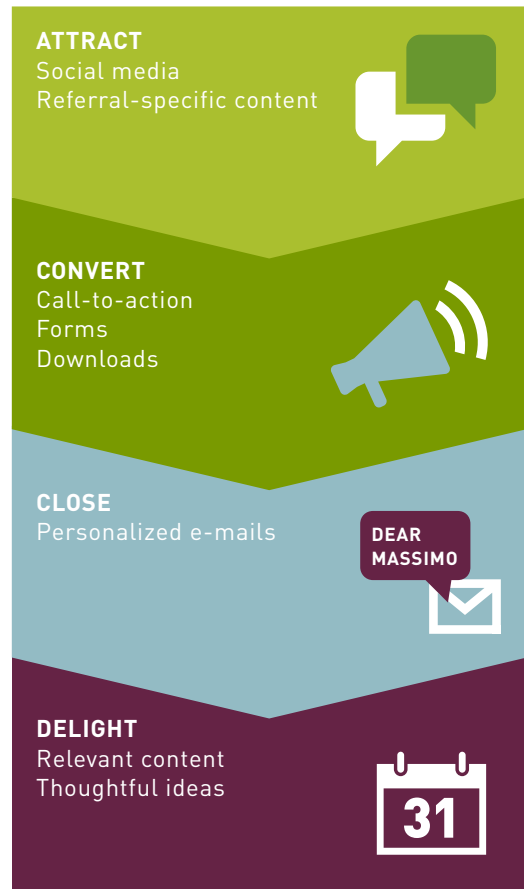 ATTRACT
Social media
Referral-specific content
CONVERT
Call-to-action
Forms
Downloads
CLOSE
Personalized e-mails
DEAR
MASSIMO
DELIGHT
Relevant content
Thoughtful ideas
31